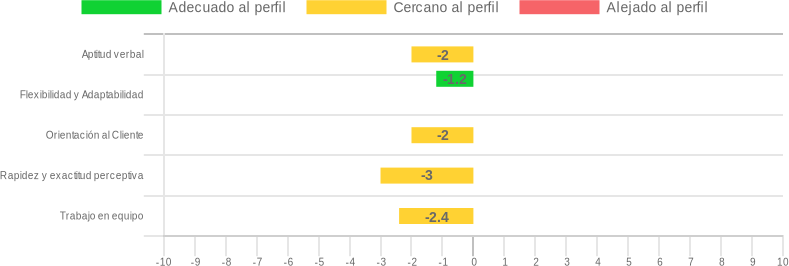 Adecuado al perfil Cercano al perfil Alejado al perfil
Aptitud verbal -2
-1.2
Flexibilidad y Adaptabilidad
Orientación al Cliente -2
Rapidez y exactitud perceptiva -3
Trabajo en equipo -2.4
-10 -9 -8 -7 -6 -5 -4 -3 -2 -1 0 1 2 3 4 5 6 7 8 9 10